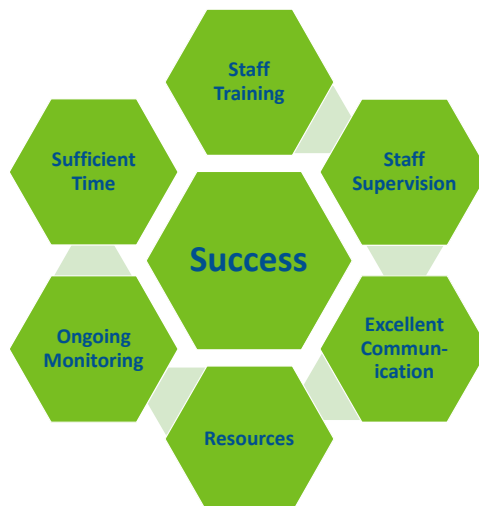 Staff
Training
Sufficient
Time
Staff
Supervision
Success
Ongoing
Monitoring
Excellent
Commun-
ication
Resources